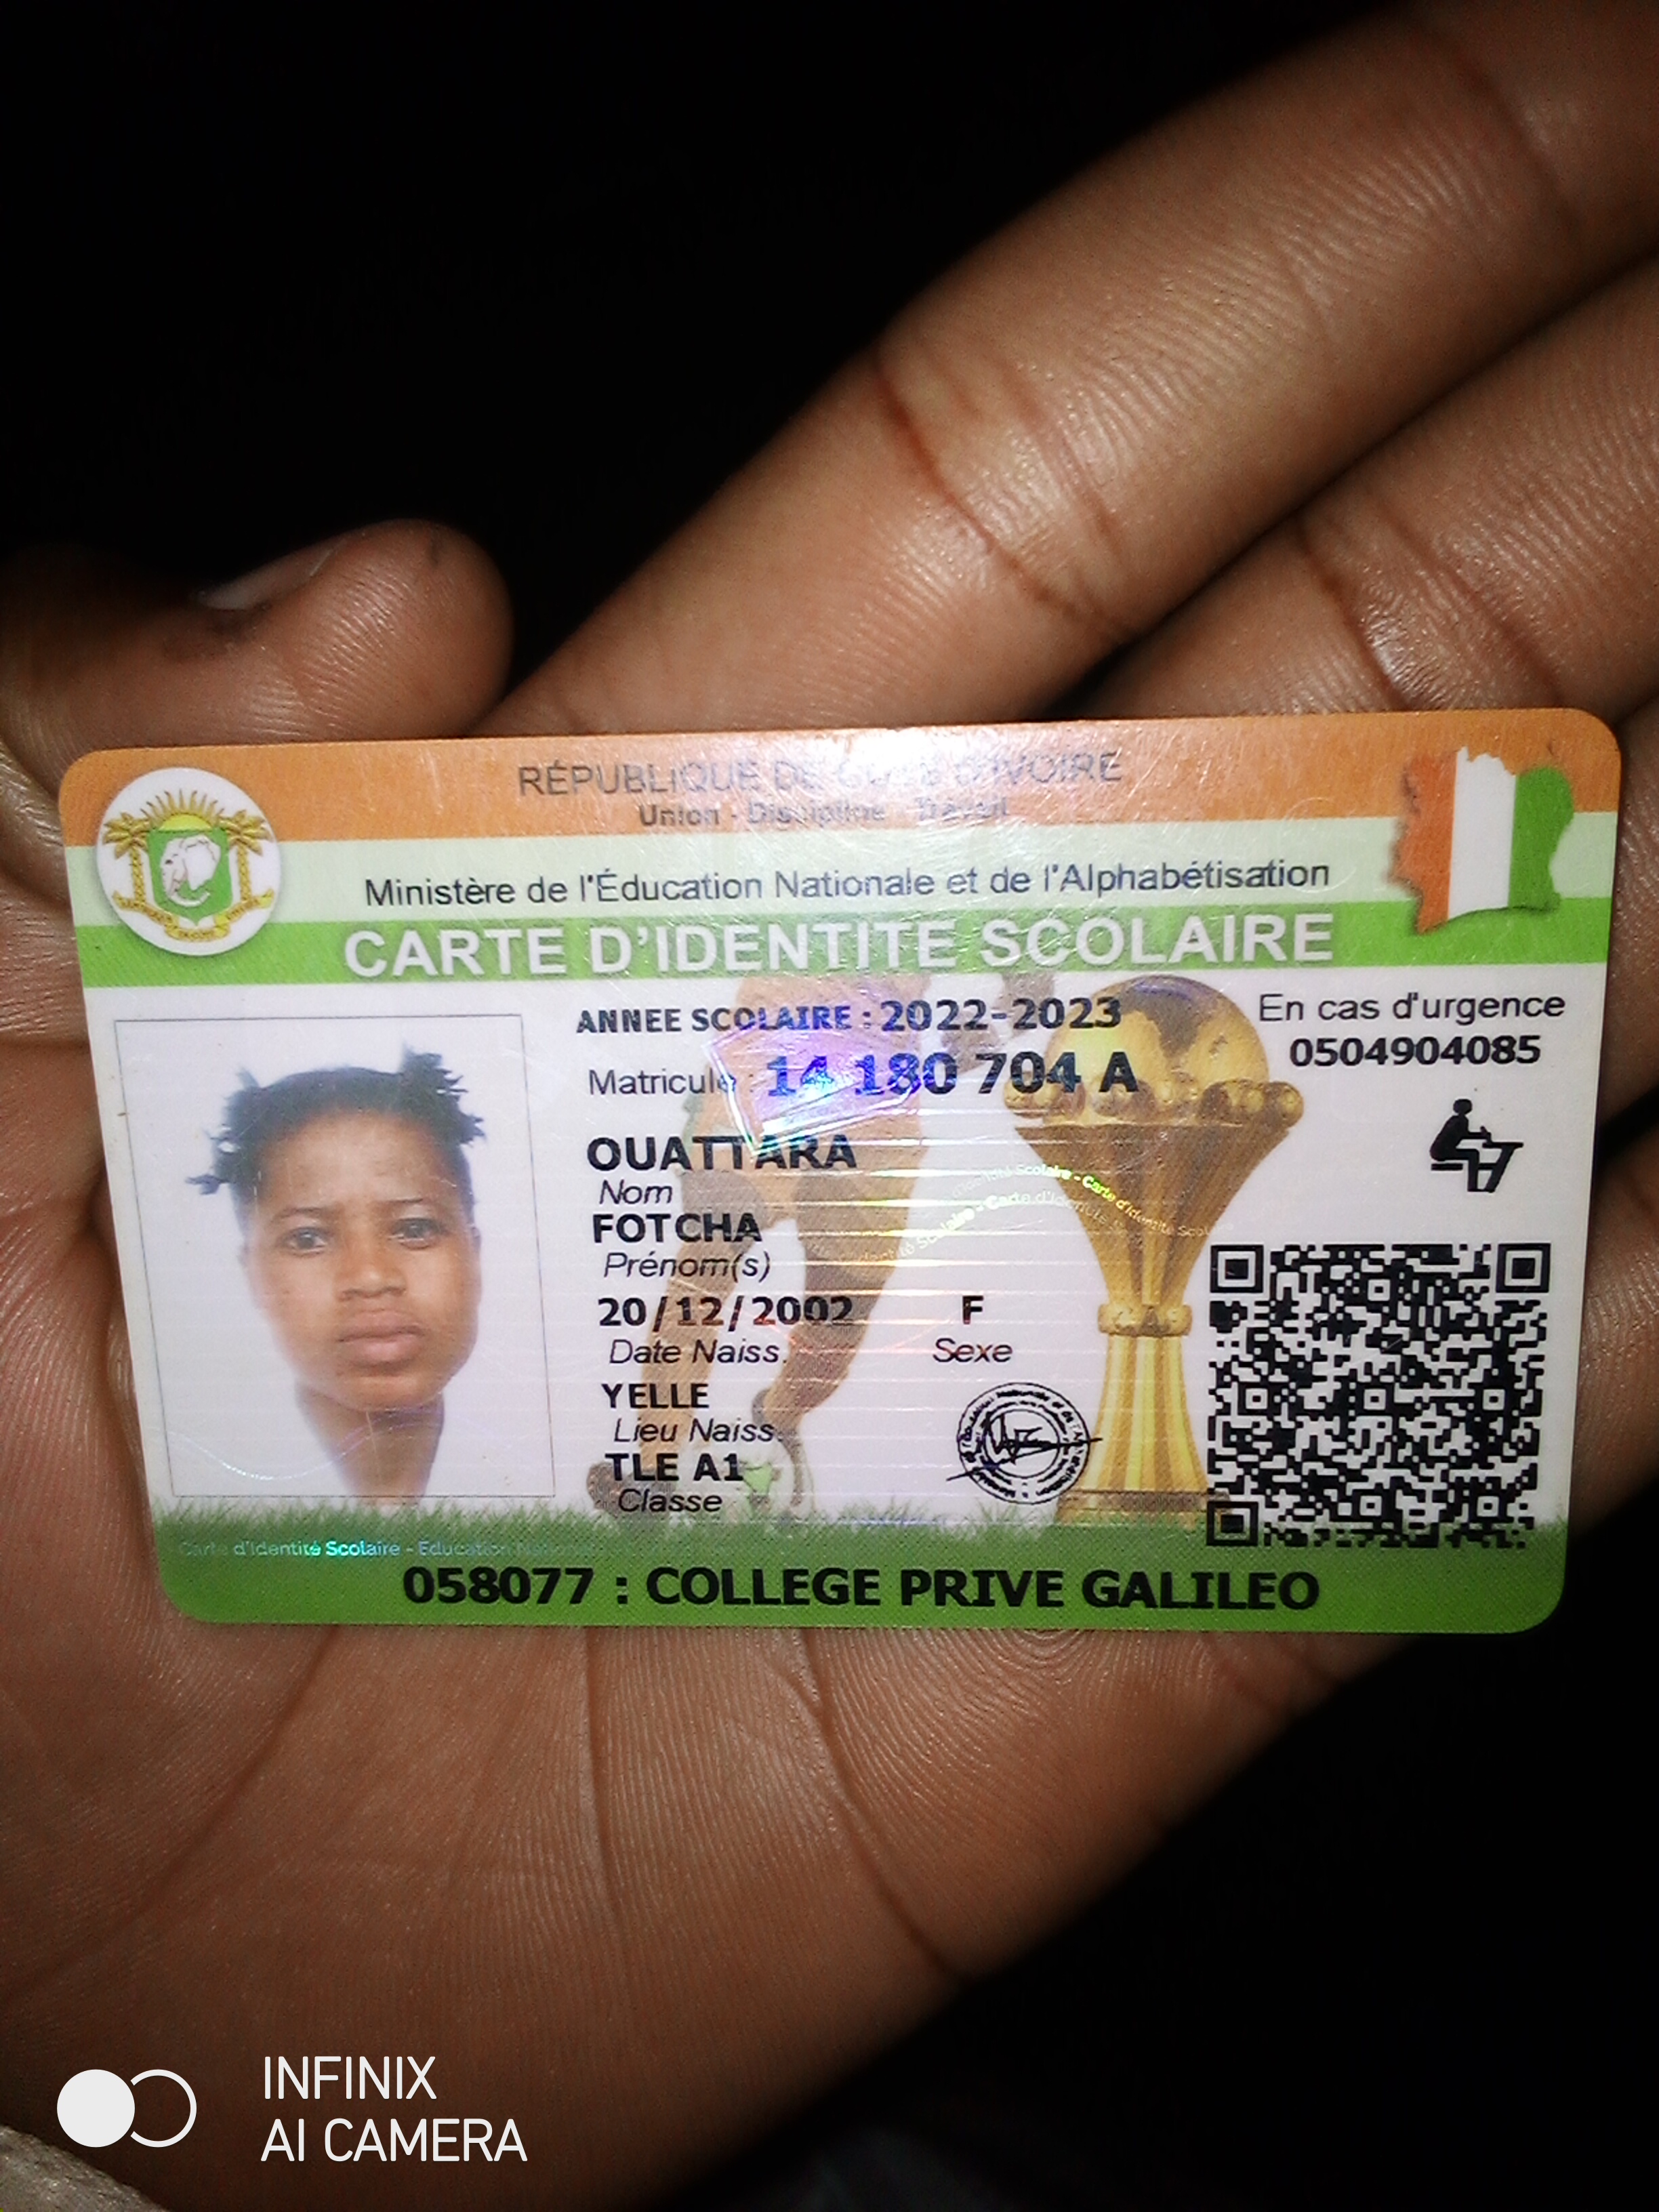 RÉPUBLIQUE DE CÔTE D'IVOIRE
Union - Discipline - Travail
Ministère de l'Éducation Nationale et de l'Alphabétisation
CARTE D'IDENTITE SCOLAIRE
ANNEE SCOLAIRE : 2022-2023
En cas d'urgence
0504904085
Matricule : 14 180 704 A
OUATTARA
Nom
FOTCHA
Prénom(s)
20/12/2002 F
Date Naiss. Sexe
YELLE
Lieu Naiss.
TLE A1
Classe
Carte d'Identité Scolaire - Education National
058077 : COLLEGE PRIVE GALILEO
INFINIX
AI CAMERA